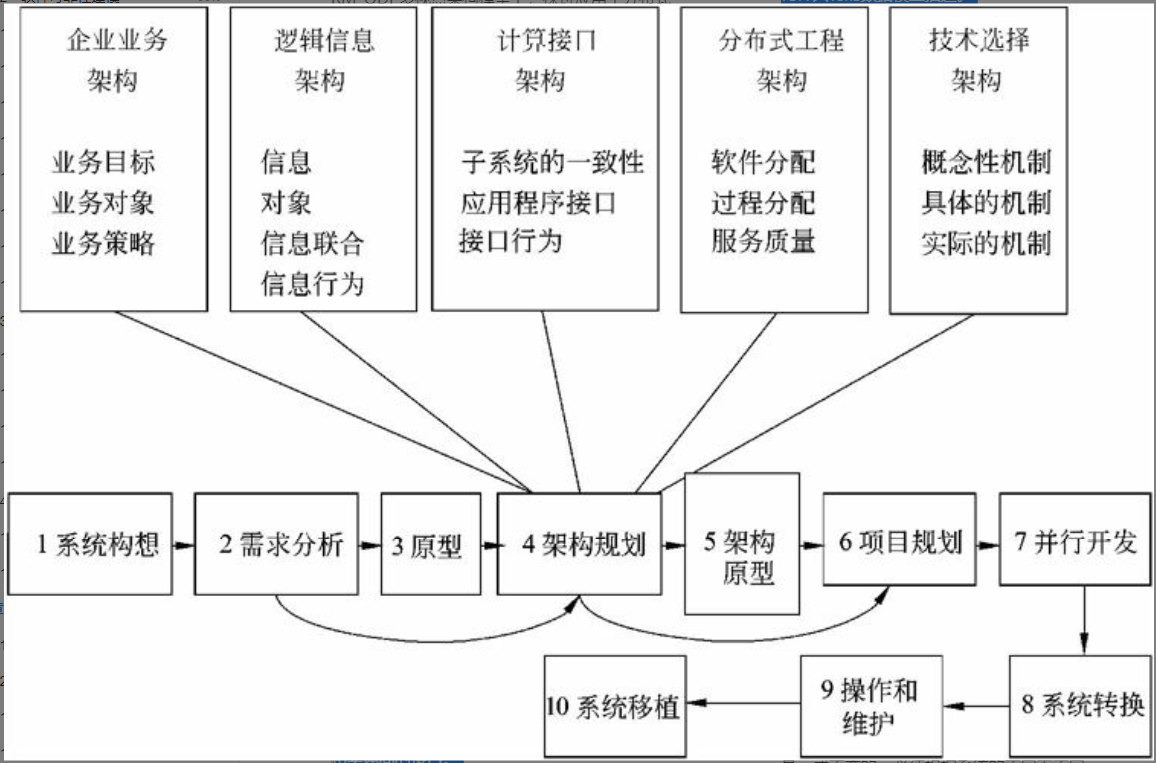 企业业务
架构
业务目标
业务对象
业务策略
逻辑信息
架构
信息
对象
信息联合
信息行为
计算接口
架构
子系统的一致性
应用程序接口
接口行为
分布式工程
架构
软件分配
过程分配
服务质量
技术选择
架构
概念性机制
具体的机制
实际的机制
1 系统构想
2 需求分析
3 原型
4 架构规划
5 架构
原型
6 项目规划
7 并行开发
8 系统转换
9 操作和
维护
10 系统移植